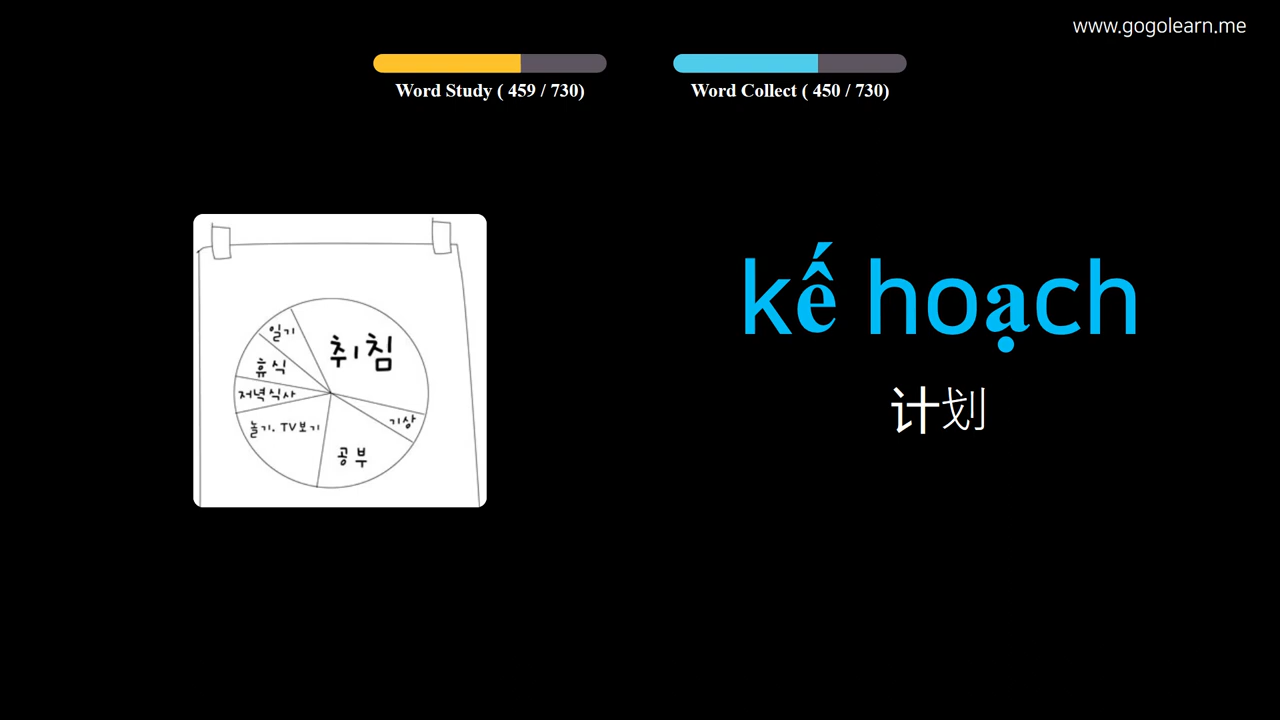 www.gogolearn.me
Word Study ( 459 / 730)
Word Collect ( 450 / 730)
일기
취침
휴식
저녁식사
기상
놀기. TV보기
공부
kế hoạch
计划